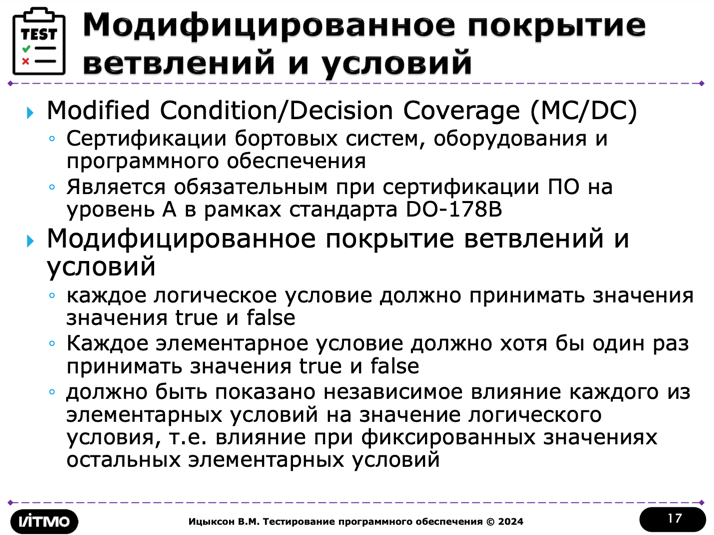 TEST
Модифицированное покрытие
ветвлений и условий
Modified Condition/Decision Coverage (MC/DC)
Сертификации бортовых систем, оборудования и
программного обеспечения
Является обязательным при сертификации ПО на
уровень А в рамках стандарта DO-178B
Модифицированное покрытие ветвлений и
условий
каждое логическое условие должно принимать значения
значения true и false
Каждое элементарное условие должно хотя бы один раз
принимать значения true и false
должно быть показано независимое влияние каждого из
элементарных условий на значение логического
условия, т.е. влияние при фиксированных значениях
остальных элементарных условий
ИTMO
Ицыксон В.М. Тестирование программного обеспечения © 2024
17